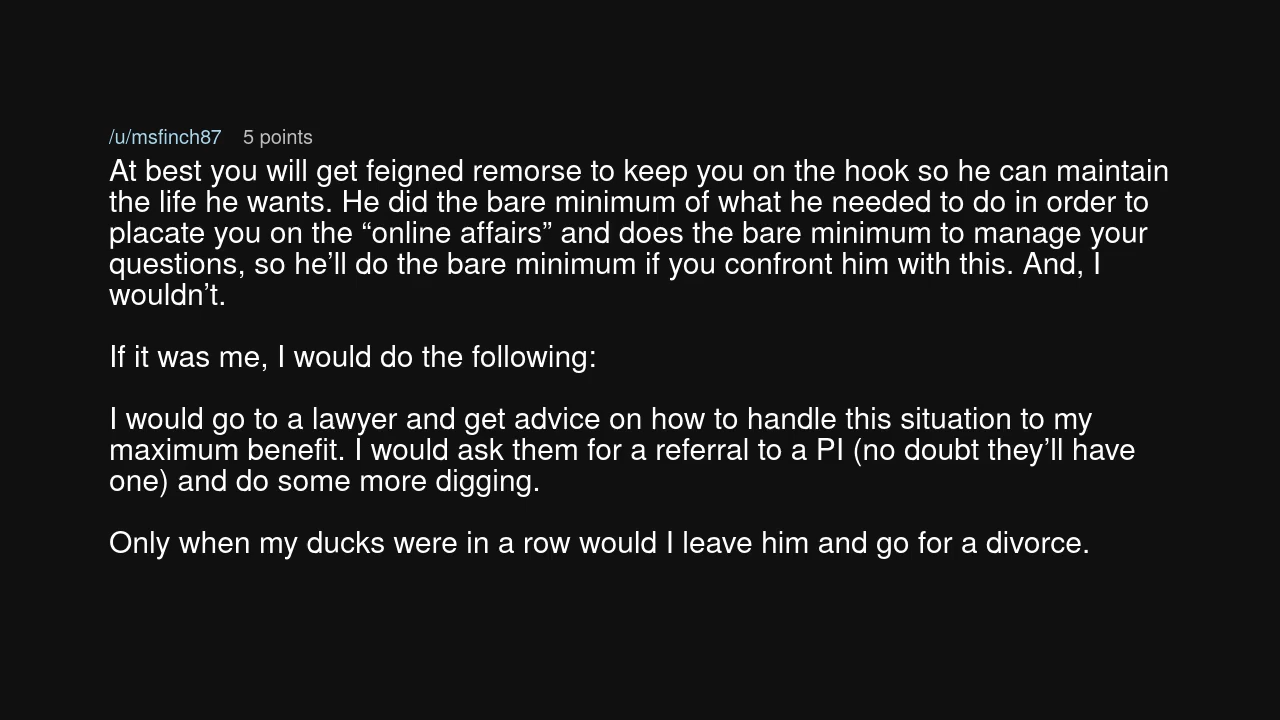 /u/msfinch87 5 points
At best you will get feigned remorse to keep you on the hook so he can maintain
the life he wants. He did the bare minimum of what he needed to do in order to
placate you on the “online affairs” and does the bare minimum to manage your
questions, so he’ll do the bare minimum if you confront him with this. And, I
wouldn’t.
If it was me, I would do the following:
I would go to a lawyer and get advice on how to handle this situation to my
maximum benefit. I would ask them for a referral to a PI (no doubt they’ll have
one) and do some more digging.
Only when my ducks were in a row would I leave him and go for a divorce.